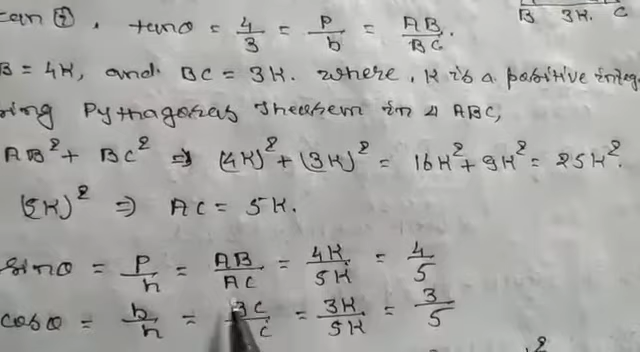 tanθ = 4/3 = P/b = AB/BC.
B 3K. C
B = 4K, and BC = 3K. where, K is a positive integ
ing Pythagoras Theorem in Δ ABC,
AB² + BC² ⇒ (4K)² + (3K)² = 16K² + 9K² = 25K².
(5K)² ⇒ AC = 5K.
sinθ = P/h = AB/AC = 4K/5K = 4/5
cosθ = b/h = BC/ C = 3K/5K = 3/5